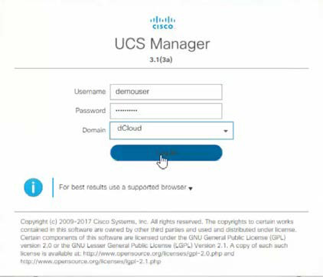 CISCO
UCS Manager
3.1(3a)
Username demouser
Password ··········
Domain dCloud
For best results use a supported browser
Copyright (c) 2009-2017 Cisco Systems, Inc. All rights reserved. The copyrights to certain works
contained in this software are owned by other third parties and used and distributed under license.
Certain components of this software are licensed under the GNU General Public License (GPL)
version 2.0 or the GNU Lesser General Public License (LGPL) Version 2.1. A copy of each such
license is available at: http://www.opensource.org/licenses/gpl-2.0.php and
http://www.opensource.org/licenses/lgpl-2.1.php